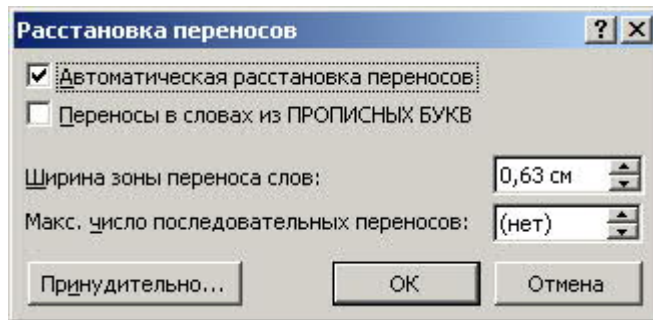 Расстановка переносов
Автоматическая расстановка переносов
Переносы в словах из ПРОПИСНЫХ БУКВ
Ширина зоны переноса слов: 0,63 см
Макс. число последовательных переносов: (нет)
Принудительно... ОК Отмена